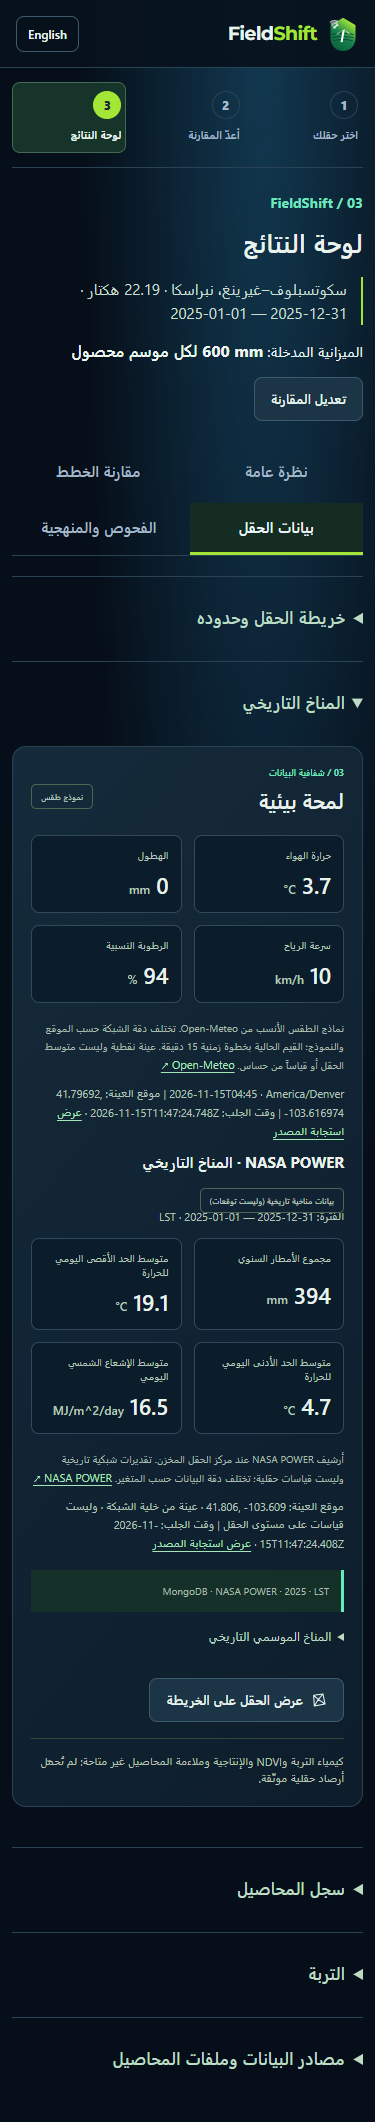 FieldShift
English
1
اختر حقلك
2
أعدّ المقارنة
3
لوحة النتائج
FieldShift / 03
لوحة النتائج
سكوتسبلوف–غيرينغ، نبراسكا · 22.19 هكتار ·
2025-01-01 — 2025-12-31
الميزانية المدخلة: 600 mm لكل موسم محصول
تعديل المقارنة
نظرة عامة
مقارنة الخطط
بيانات الحقل
الفحوص والمنهجية
خريطة الحقل وحدوده
المناخ التاريخي
03 / شفافية البيانات
لمحة بيئية
نموذج طقس
حرارة الهواء
3.7 °C
الهطول
0 mm
سرعة الرياح
10 km/h
الرطوبة النسبية
94 %
نماذج الطقس الأنسب من Open-Meteo. تختلف دقة الشبكة حسب الموقع
والنموذج؛ القيم الحالية بخطوة زمنية 15 دقيقة. عينة نقطية وليست متوسط
الحقل أو قياساً من حساس. Open-Meteo ↗
2026-11-15T04:45 · America/Denver | موقع العينة: 41.79692,
-103.616974 | وقت الجلب: 2026-11-15T11:47:24.748Z · عرض
استجابة المصدر
NASA POWER · المناخ التاريخي
بيانات مناخية تاريخية (وليست توقعات)
الفترة: 2025-01-01 — 2025-12-31 · LST
مجموع الأمطار السنوي
394 mm
متوسط الحد الأقصى اليومي
للحرارة
19.1 °C
متوسط الحد الأدنى اليومي
للحرارة
4.7 °C
متوسط الإشعاع الشمسي
اليومي
16.5 MJ/m^2/day
أرشيف NASA POWER عند مركز الحقل المخزن. تقديرات شبكية تاريخية
وليست قياسات حقلية؛ تختلف دقة البيانات حسب المتغير. NASA POWER ↗
موقع العينة: 41.806, -103.609 · عينة من خلية الشبكة · وليست
قياسات على مستوى الحقل | وقت الجلب: 2026-11-
15T11:47:24.408Z · عرض استجابة المصدر
MongoDB · NASA POWER · 2025 · LST
المناخ الموسمي التاريخي
عرض الحقل على الخريطة
كيمياء التربة وNDVI والإنتاجية وملاءمة المحاصيل غير متاحة: لم تُحمّل
أرصاد حقلية موثّقة.
سجل المحاصيل
التربة
مصادر البيانات وملفات المحاصيل